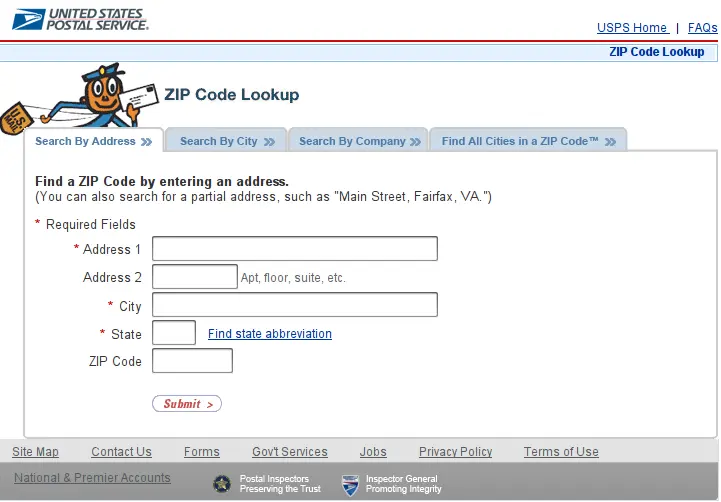 UNITED STATES
POSTAL SERVICE®
USPS Home | FAQs
ZIP Code Lookup
U.S. MAIL
ZIP Code Lookup
Search By Address »
Search By City »
Search By Company »
Find All Cities in a ZIP Code™ »
Find a ZIP Code by entering an address.
(You can also search for a partial address, such as "Main Street, Fairfax, VA.")
* Required Fields
* Address 1
Address 2
Apt, floor, suite, etc.
* City
* State
Find state abbreviation
ZIP Code
Submit >
Site Map
Contact Us
Forms
Gov't Services
Jobs
Privacy Policy
Terms of Use
National & Premier Accounts
Postal Inspectors
Preserving the Trust
Inspector General
Promoting Integrity